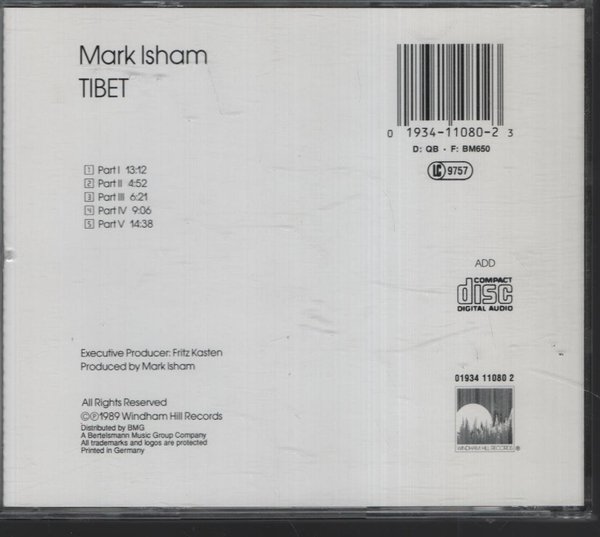 Mark Isham
TIBET
1 Part I 13:12
2 Part II 4:52
3 Part III 6:21
4 Part IV 9:06
5 Part V 14:38
0 1934-11080-2 3
D: QB · F: BM650
LC 9757
ADD
COMPACT
disc
DIGITAL AUDIO
Executive Producer: Fritz Kasten
Produced by Mark Isham
01934 11080 2
WINDHAM HILL RECORDS
All Rights Reserved
©℗1989 Windham Hill Records
Distributed by BMG
A Bertelsmann Music Group Company
All trademarks and logos are protected
Printed in Germany